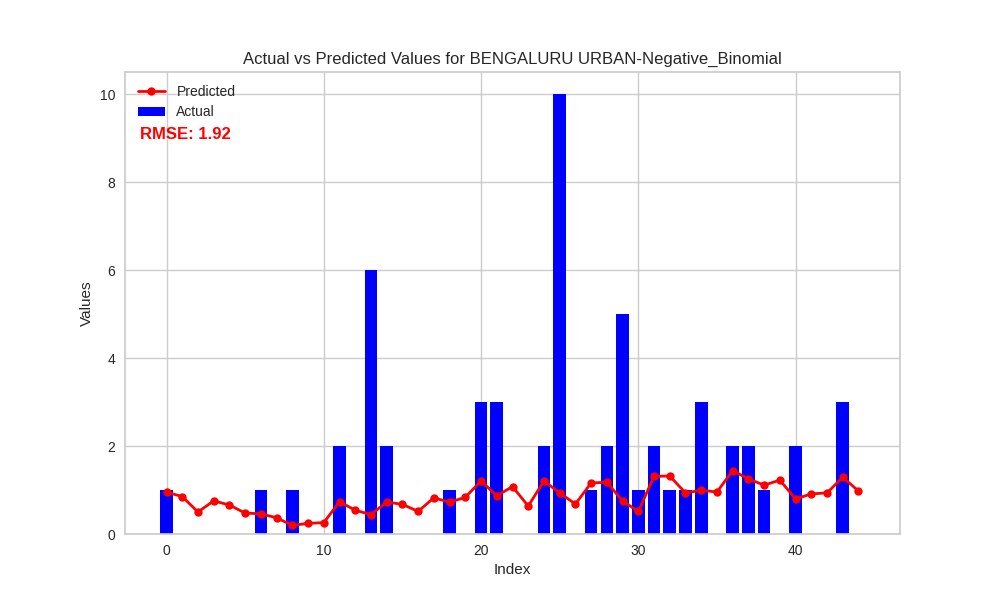 Actual vs Predicted Values for BENGALURU URBAN-Negative_Binomial
Predicted
Actual
RMSE: 1.92
Values
10
8
6
4
2
0
0 10 20 30 40
Index